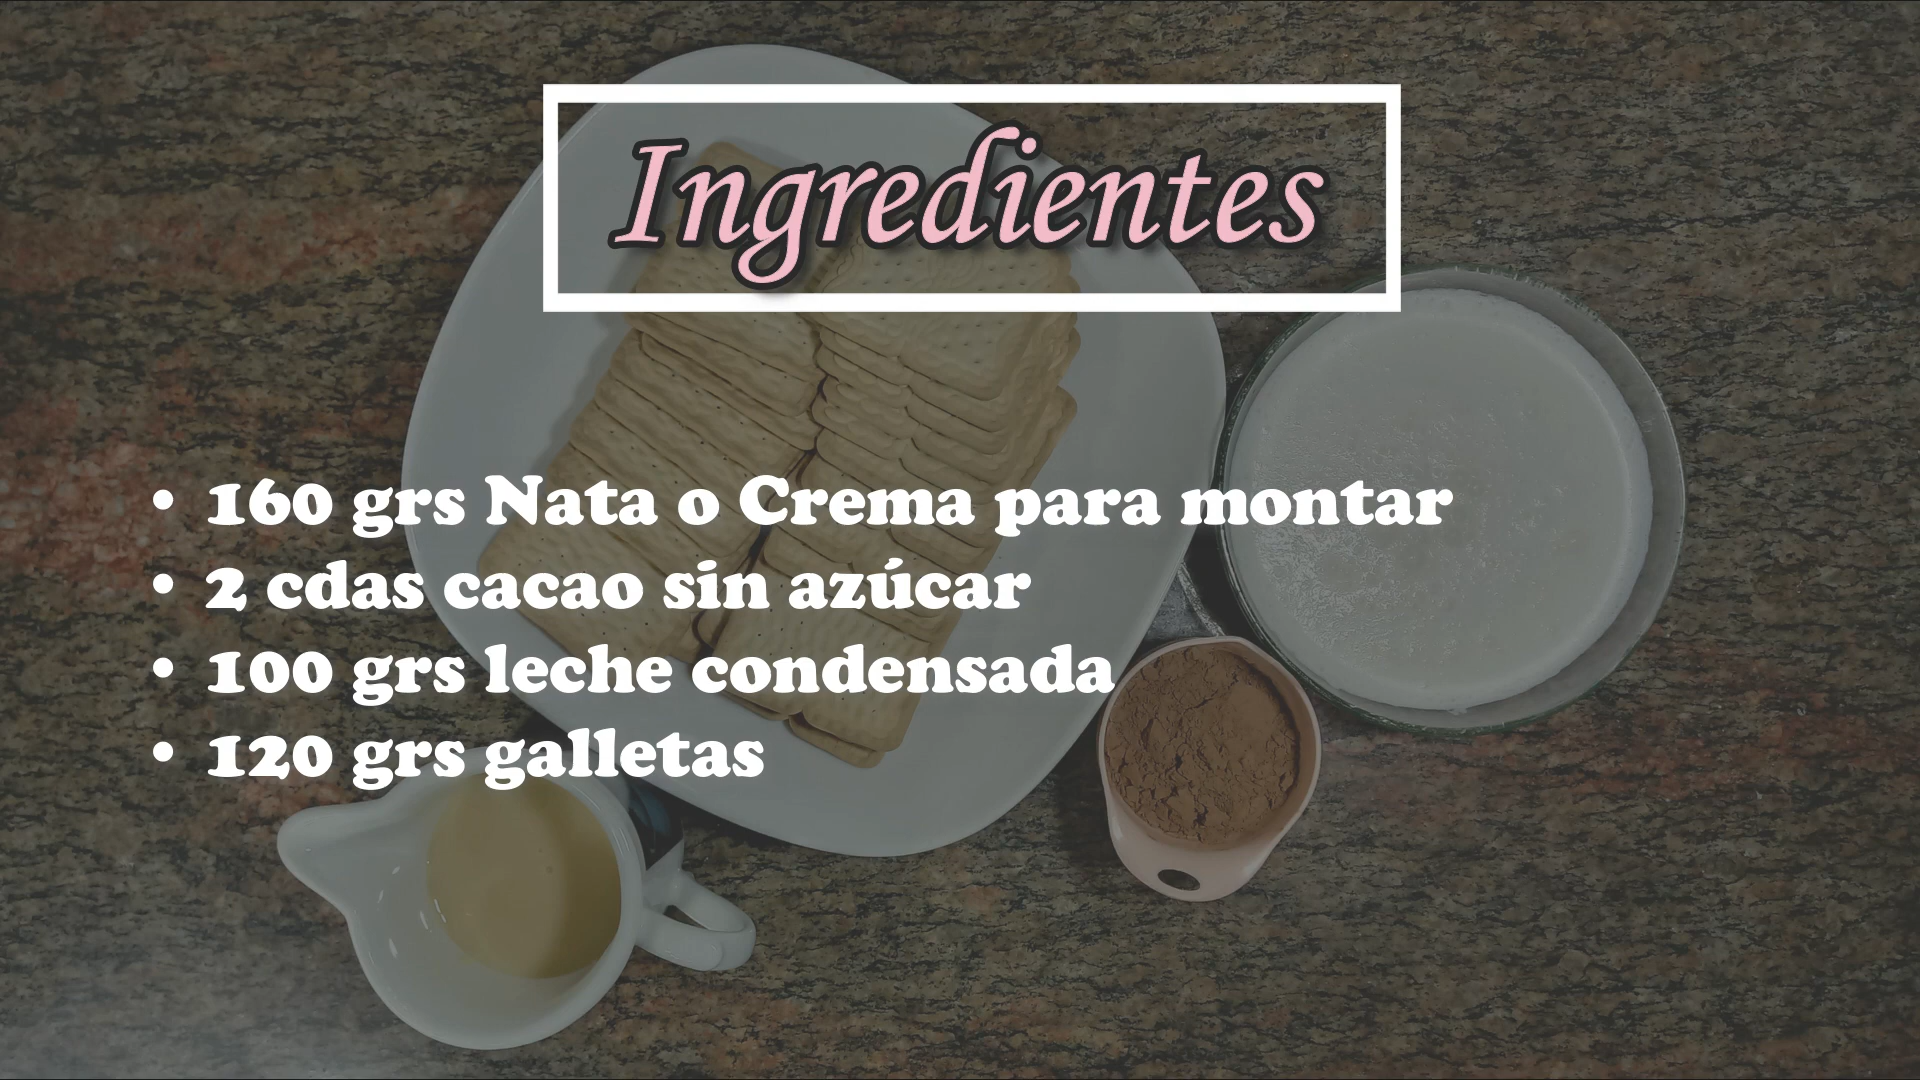 Ingredientes
• 160 grs Nata o Crema para montar
• 2 cdas cacao sin azúcar
• 100 grs leche condensada
• 120 grs galletas